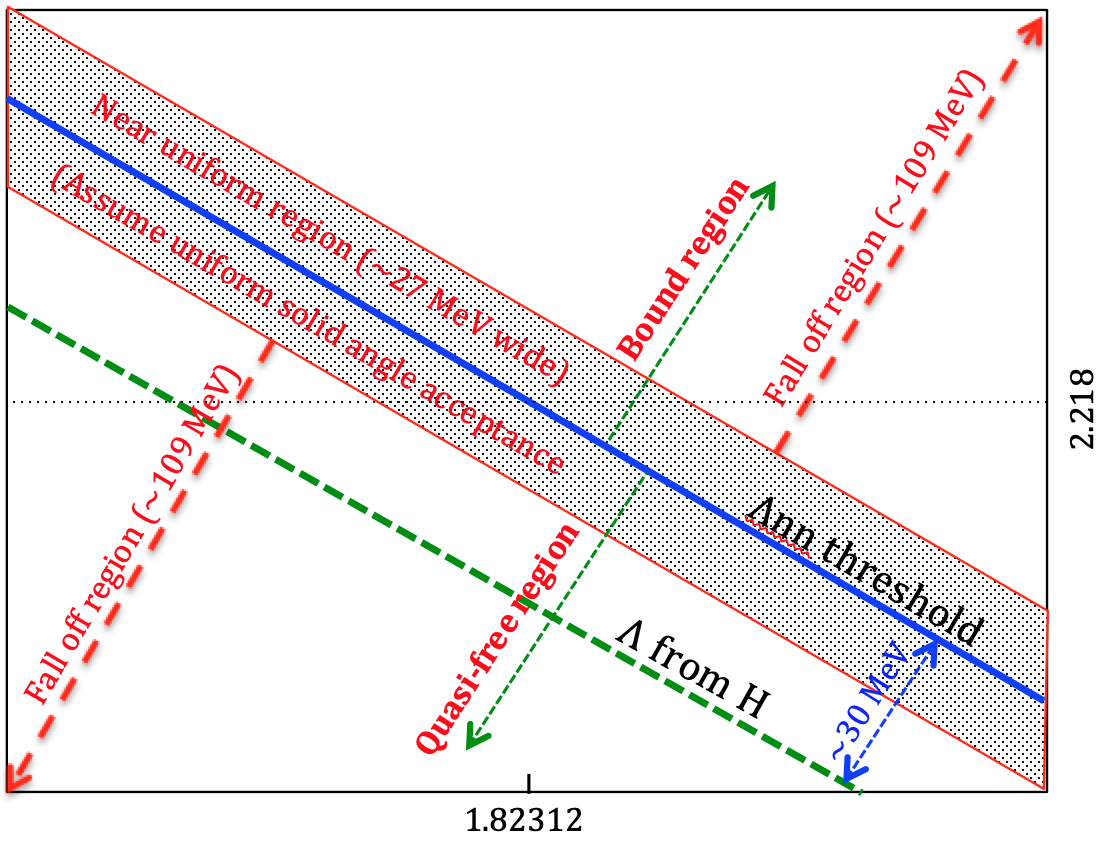 Near uniform region (~27 MeV wide)
(Assume uniform solid angle acceptance
Fall off region (~109 MeV)
Bound region
Fall off region (~109 MeV)
Quasi-free region
Λnn threshold
Λ from H
~30 MeV
2.218
1.82312